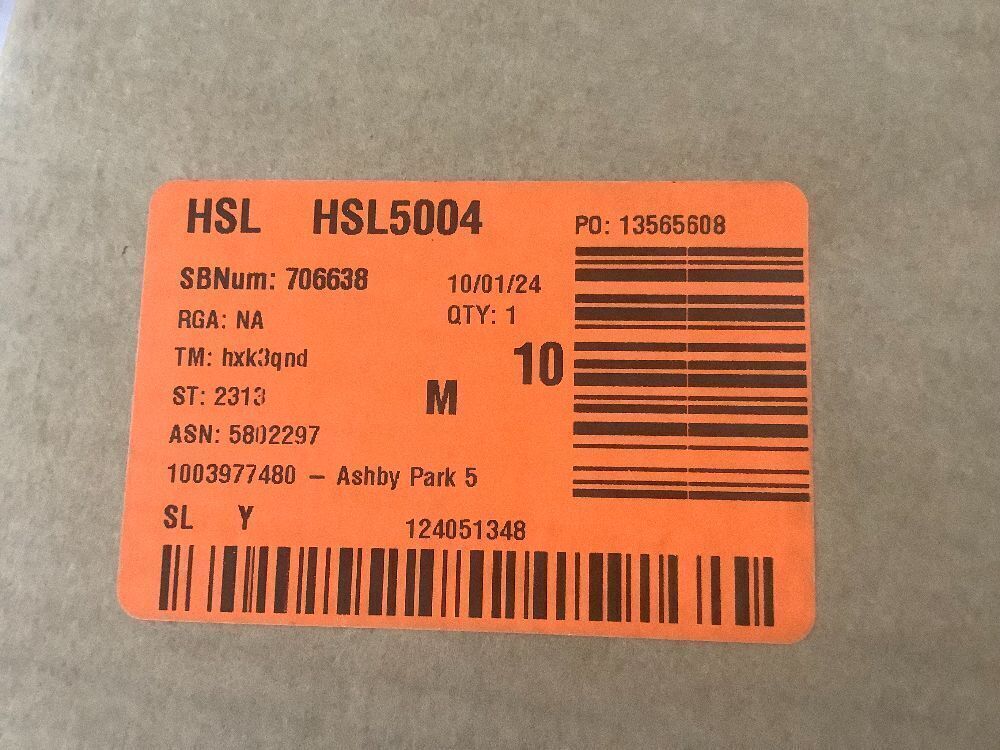 HSL HSL5004
PO: 13565608
SBNum: 706638
10/01/24
RGA: NA
QTY: 1
TM: hxk3qnd
10
ST: 2313
M
ASN: 5802297
1003977480 – Ashby Park 5
SL Y
124051348